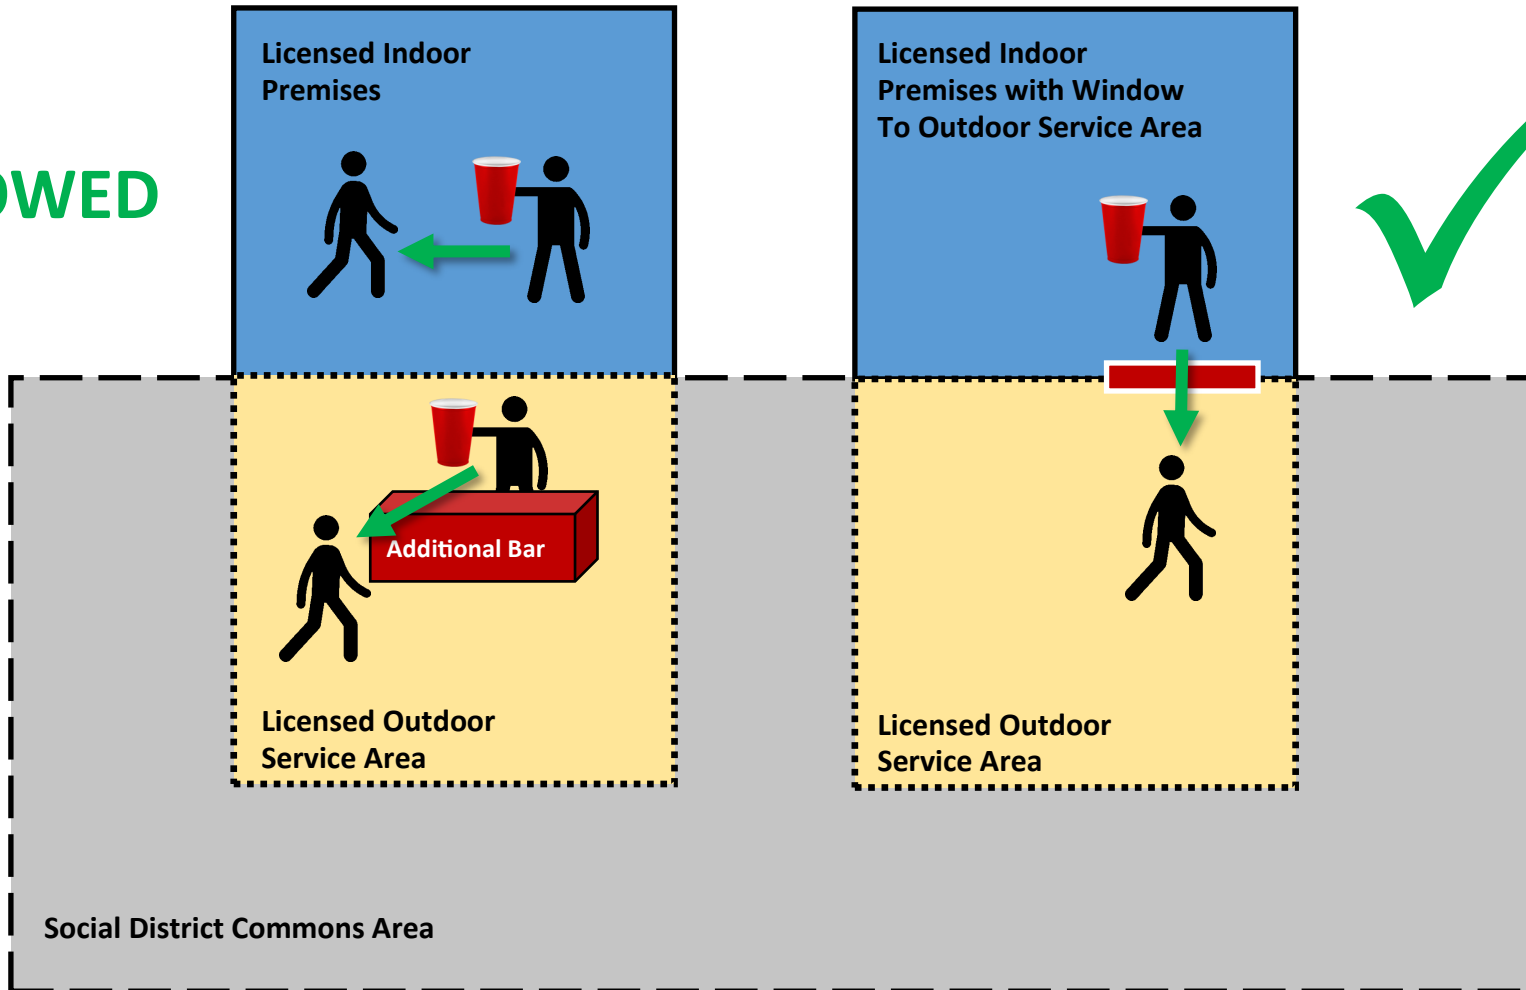 Licensed Indoor
Premises
Licensed Indoor
Premises with Window
To Outdoor Service Area
OWED
Additional Bar
Licensed Outdoor
Service Area
Licensed Outdoor
Service Area
Social District Commons Area